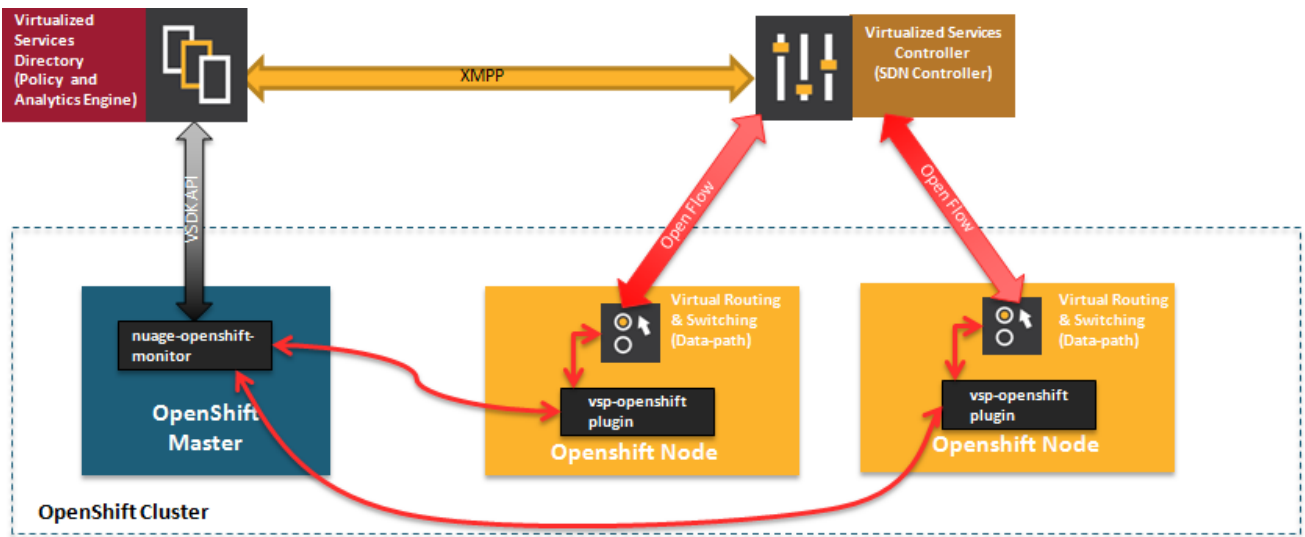 Virtualized
Services
Directory
(Policy and
Analytics Engine)
XMPP
Virtualized Services
Controller
(SDN Controller)
VSDK API
Open Flow
Open Flow
nuage-openshift-
monitor
OpenShift
Master
Virtual Routing
& Switching
(Data-path)
vsp-openshift
plugin
Openshift Node
Virtual Routing
& Switching
(Data-path)
vsp-openshift
plugin
Openshift Node
OpenShift Cluster